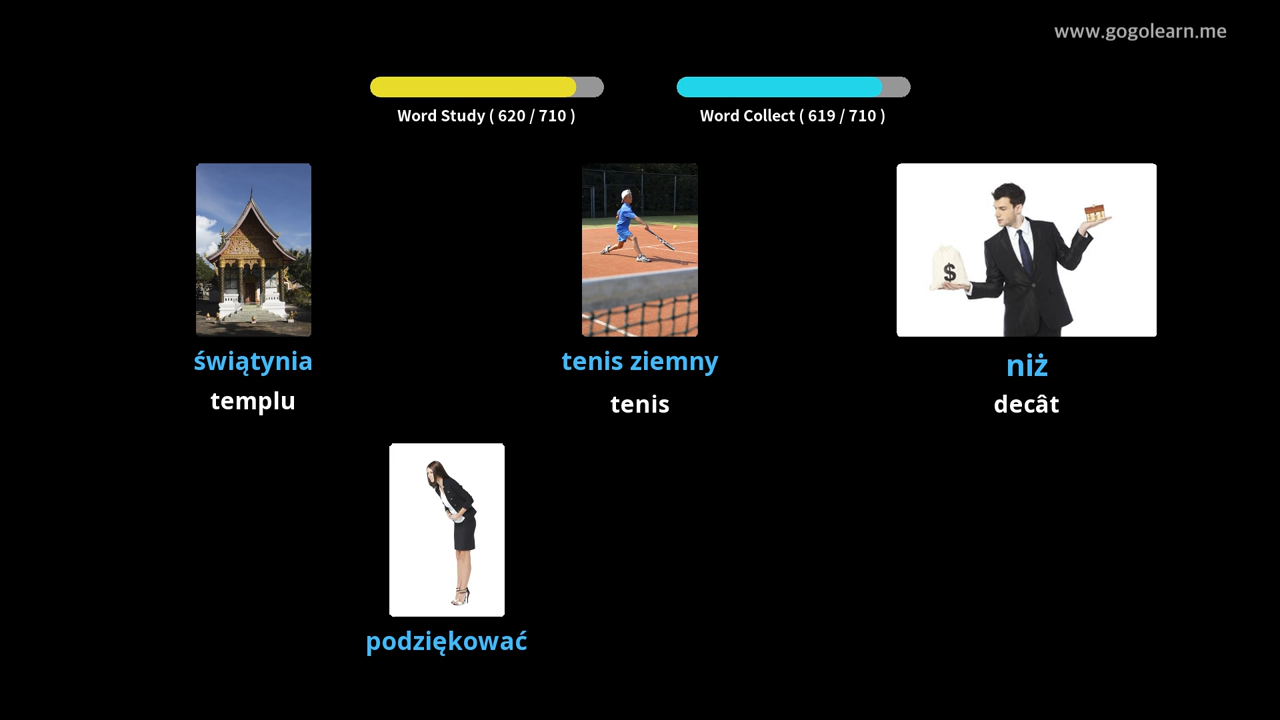 www.gogolearn.me
Word Study ( 620 / 710 )
Word Collect ( 619 / 710 )
$
świątynia
tenis ziemny
niż
templu
tenis
decât
podziękować